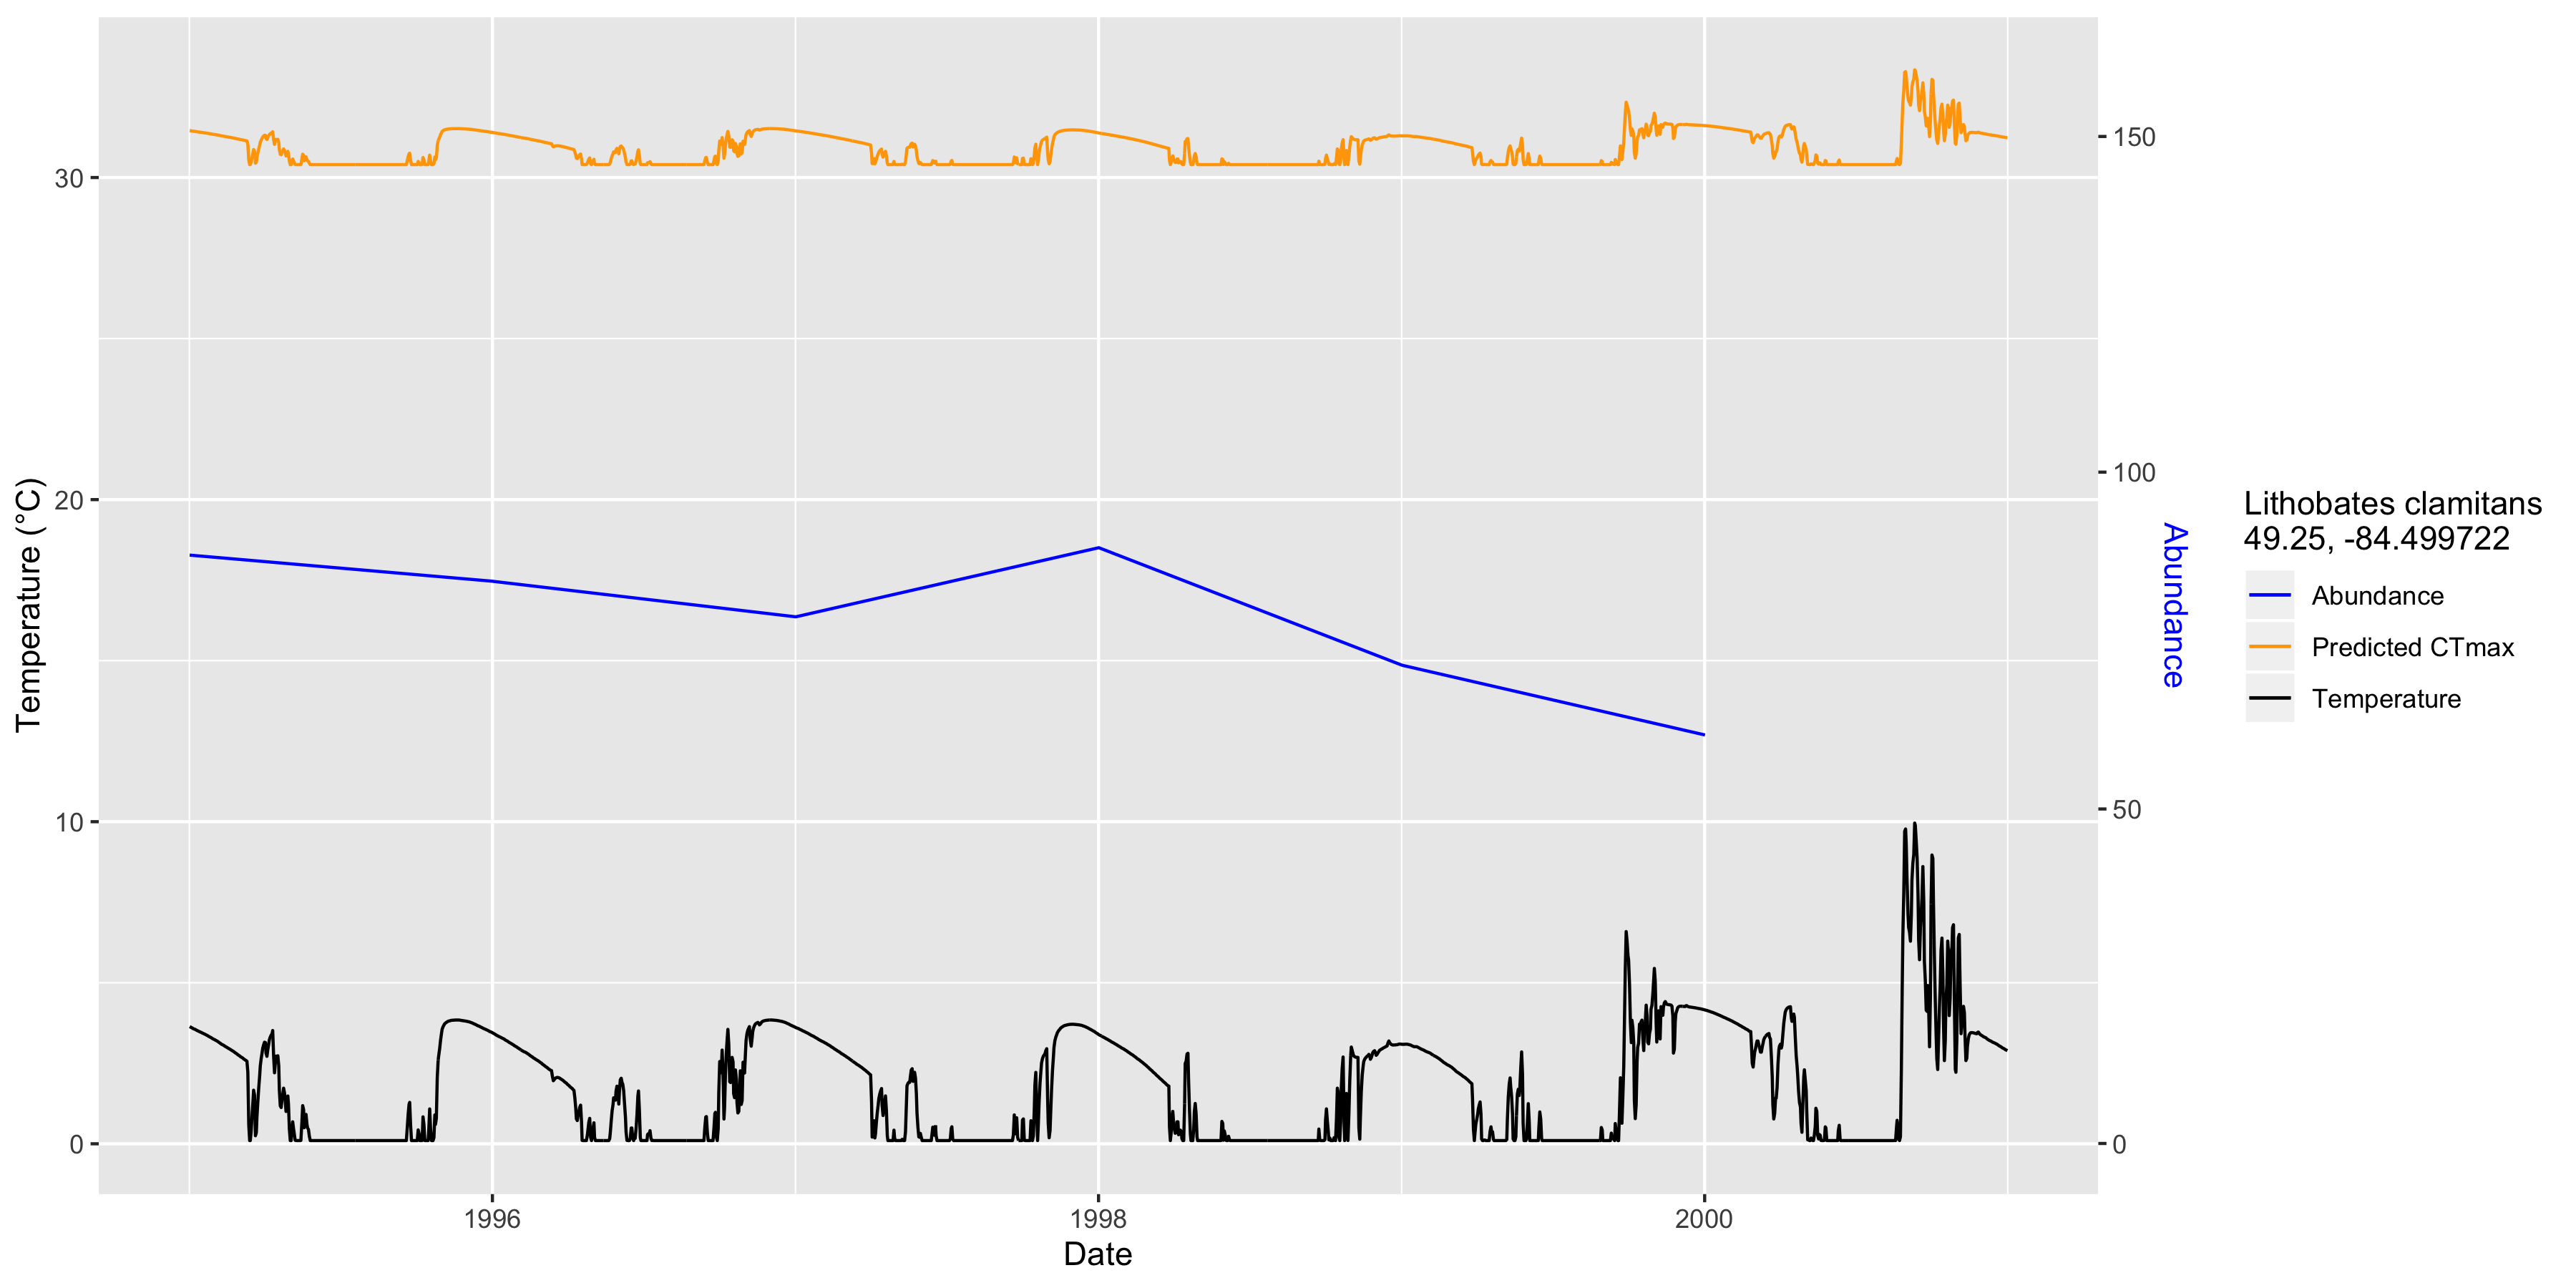 Temperature (°C)
30
20
10
0
150
100
50
0
Abundance
1996
1998
2000
Date
Lithobates clamitans
49.25, -84.499722
Abundance
Predicted CTmax
Temperature